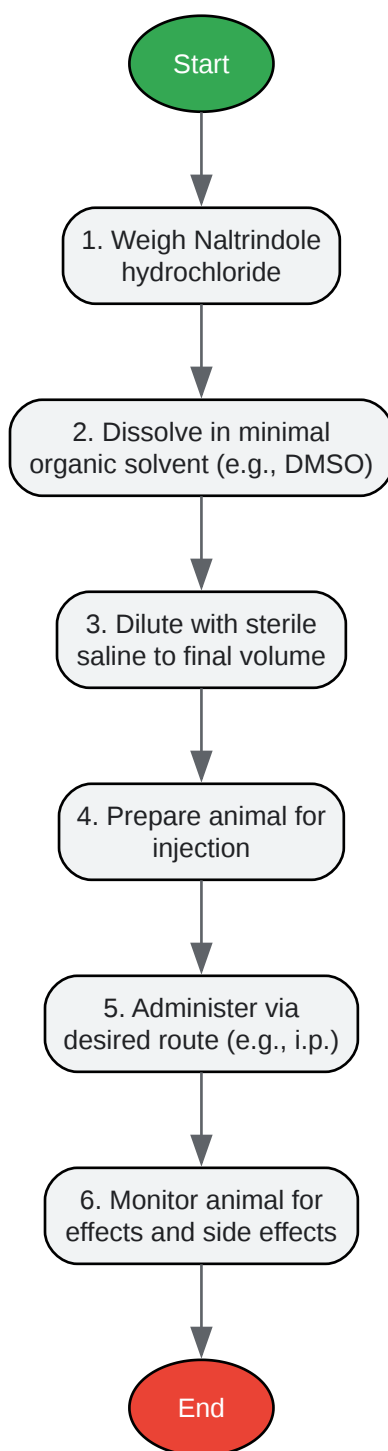 Start
1. Weigh Naltrindole
hydrochloride
2. Dissolve in minimal
organic solvent (e.g., DMSO)
3. Dilute with sterile
saline to final volume
4. Prepare animal for
injection
5. Administer via
desired route (e.g., i.p.)
6. Monitor animal for
effects and side effects
End